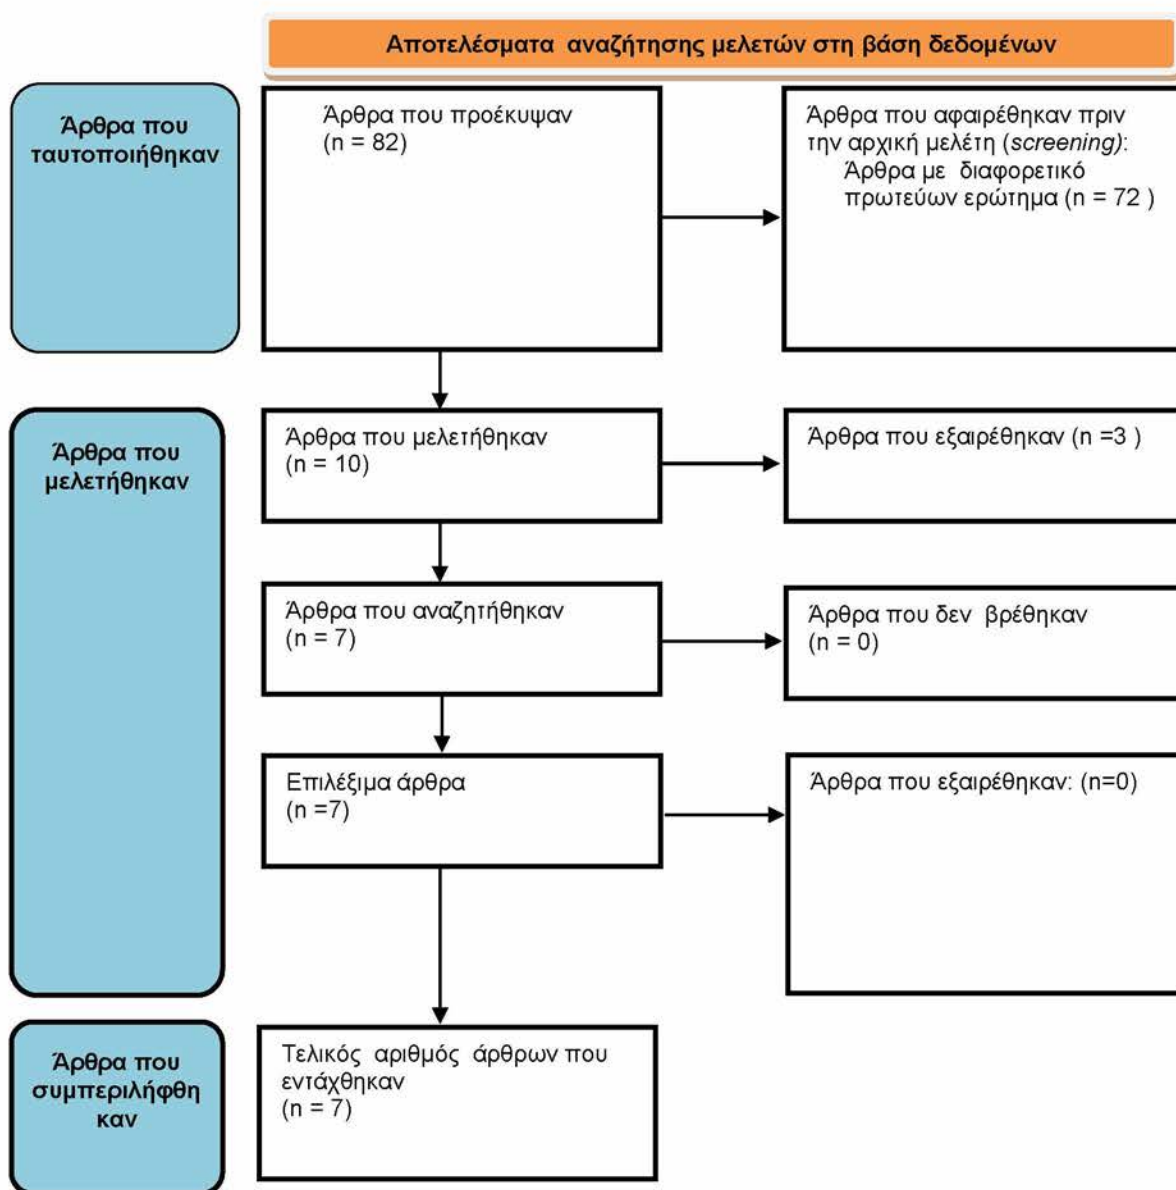 Αποτελέσματα αναζήτησης μελετών στη βάση δεδομένων
Άρθρα που
ταυτοποιήθηκαν
Άρθρα που προέκυψαν
(n = 82)
Άρθρα που αφαιρέθηκαν πριν
την αρχική μελέτη (screening):
Άρθρα με διαφορετικό
πρωτεύων ερώτημα (n = 72 )
Άρθρα που
μελετήθηκαν
Άρθρα που μελετήθηκαν
(n = 10)
Άρθρα που εξαιρέθηκαν (n =3 )
Άρθρα που αναζητήθηκαν
(n = 7)
Άρθρα που δεν βρέθηκαν
(n = 0)
Επιλέξιμα άρθρα
(n =7)
Άρθρα που εξαιρέθηκαν: (n=0)
Άρθρα που
συμπεριλήφθη
καν
Τελικός αριθμός άρθρων που
εντάχθηκαν
(n = 7)